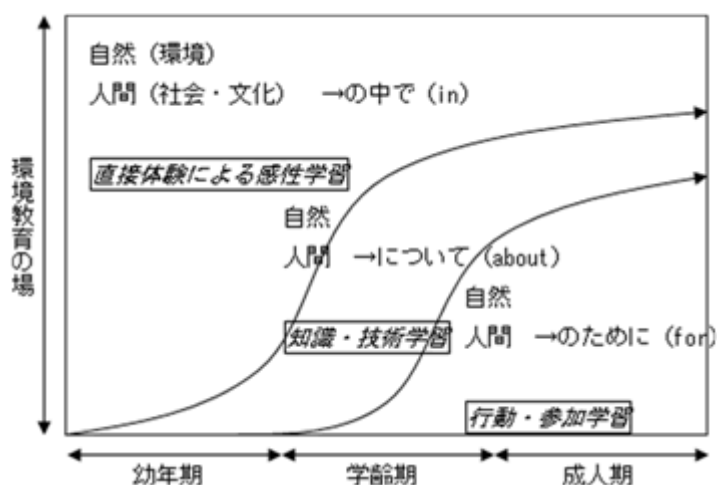 自然（環境）
人間（社会・文化）　→の中で（in）
直接体験による感性学習
自然
人間　→について（about）
自然
知識・技術学習
人間　→のために（for）
行動・参加学習
環境教育の場
幼年期
学齢期
成人期